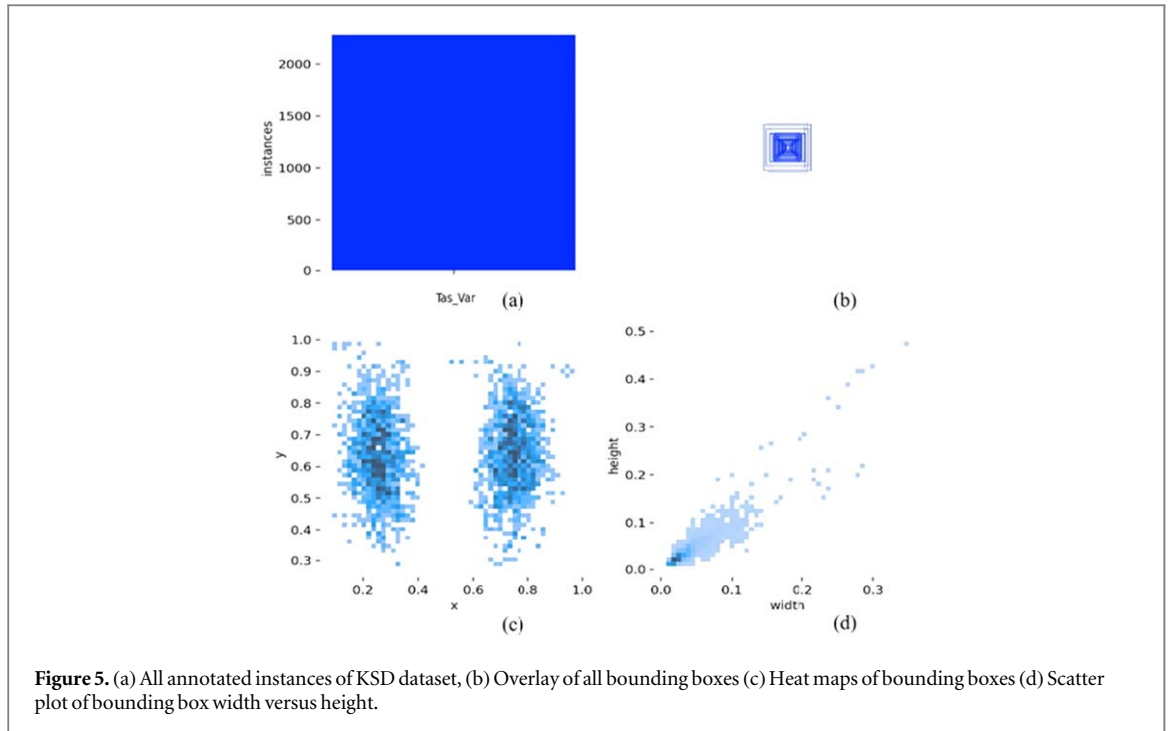 2000
1500
instances
1000
500
0
Tas_Var (a)
(b)
1.0
0.9
0.8
0.7
y
0.6
0.5
0.4
0.3
0.2 0.4 0.6 0.8 1.0
x
(c)
0.5
0.4
0.3
height
0.2
0.1
0.0
0.0 0.1 0.2 0.3
width
(d)
Figure 5. (a) All annotated instances of KSD dataset, (b) Overlay of all bounding boxes (c) Heat maps of bounding boxes (d) Scatter
plot of bounding box width versus height.